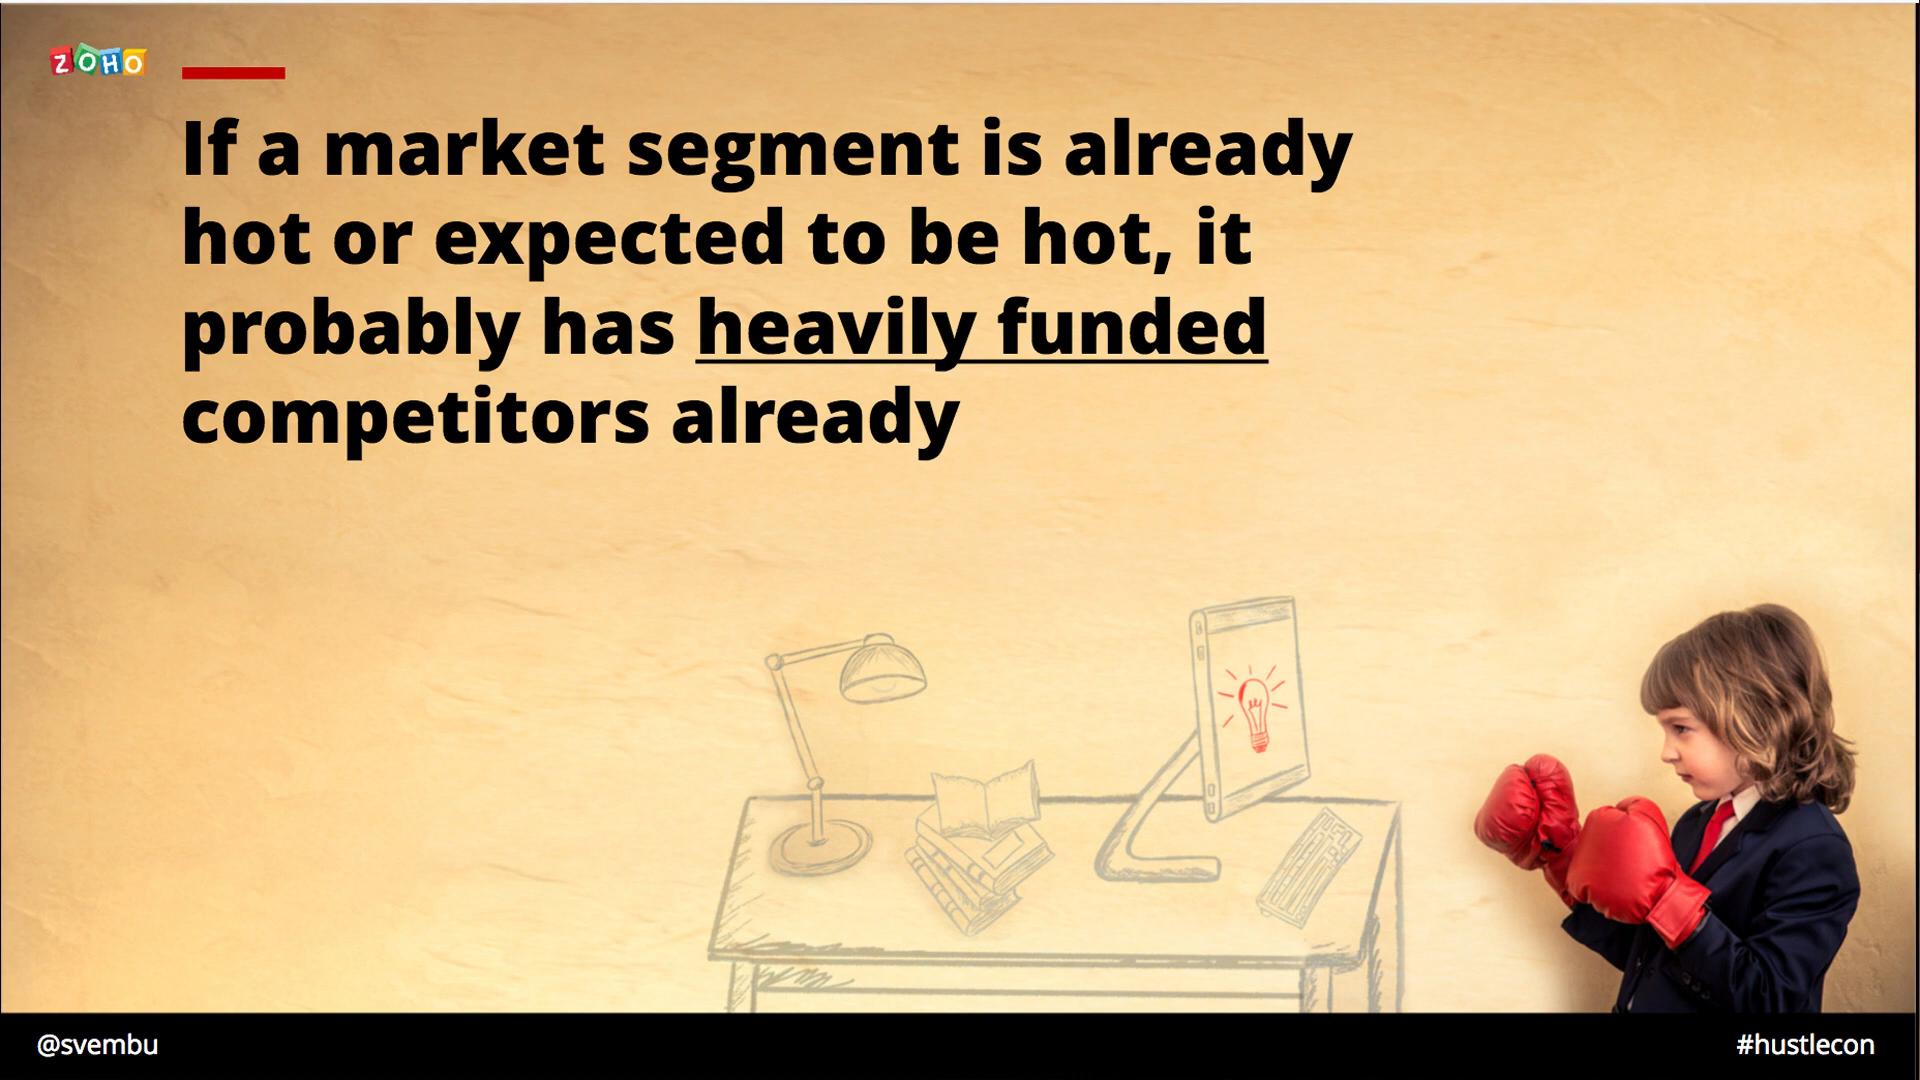 ZOHO
If a market segment is already
hot or expected to be hot, it
probably has heavily funded
competitors already
@svembu
#hustlecon